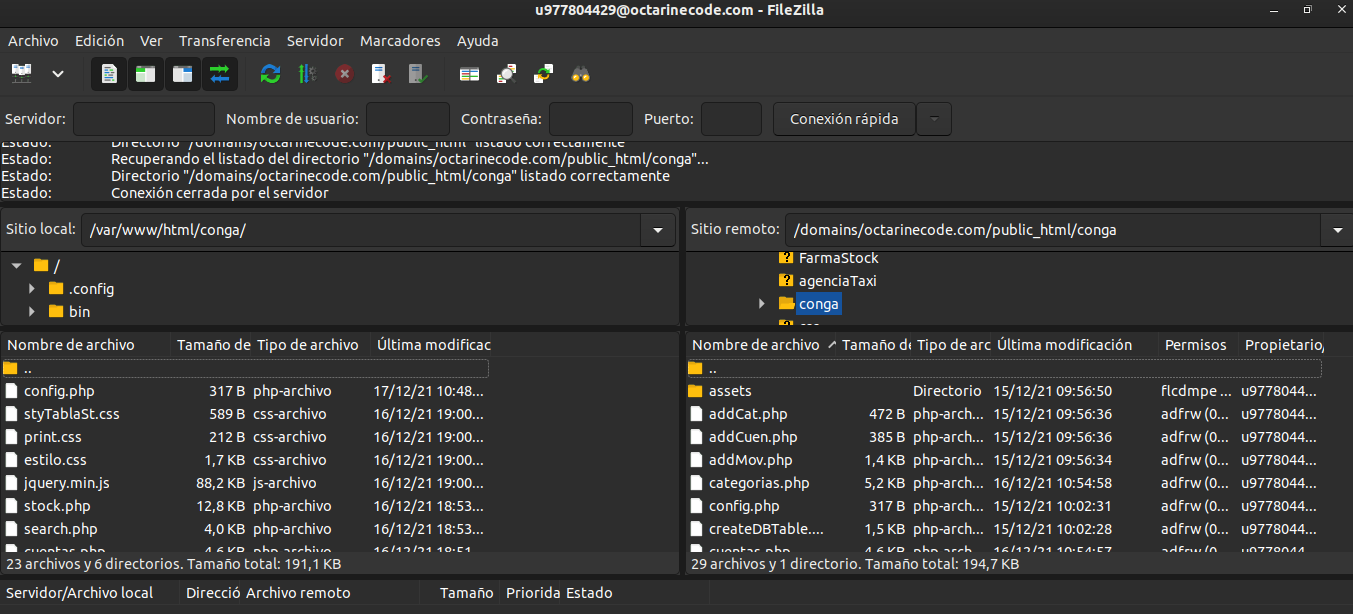 u977804429@octarinecode.com - FileZilla
Archivo Edición Ver Transferencia Servidor Marcadores Ayuda
Servidor: Nombre de usuario: Contraseña: Puerto: Conexión rápida
Estado: Directorio "/domains/octarinecode.com/public_html" listado correctamente
Estado: Recuperando el listado del directorio "/domains/octarinecode.com/public_html/conga"...
Estado: Directorio "/domains/octarinecode.com/public_html/conga" listado correctamente
Estado: Conexión cerrada por el servidor
Sitio local: /var/www/html/conga/
/
.config
bin
Nombre de archivo Tamaño de Tipo de archivo Última modificac
..
config.php 317 B php-archivo 17/12/21 10:48...
styTablaSt.css 589 B css-archivo 16/12/21 19:00...
print.css 212 B css-archivo 16/12/21 19:00...
estilo.css 1,7 KB css-archivo 16/12/21 19:00...
jquery.min.js 88,2 KB js-archivo 16/12/21 19:00...
stock.php 12,8 KB php-archivo 16/12/21 18:53...
search.php 4,0 KB php-archivo 16/12/21 18:53...
cuentas.php 4,6 KB php-archivo 16/12/21 18:51
23 archivos y 6 directorios. Tamaño total: 191,1 KB
Sitio remoto: /domains/octarinecode.com/public_html/conga
FarmaStock
agenciaTaxi
conga
Nombre de archivo Tamaño de Tipo de arc Última modificación Permisos Propietario/
..
assets Directorio 15/12/21 09:56:50 flcdmpe ... u9778044...
addCat.php 472 B php-arch... 15/12/21 09:56:36 adfrw (0... u9778044...
addCuen.php 385 B php-arch... 15/12/21 09:56:36 adfrw (0... u9778044...
addMov.php 1,4 KB php-arch... 15/12/21 09:56:34 adfrw (0... u9778044...
categorias.php 5,2 KB php-arch... 16/12/21 10:54:58 adfrw (0... u9778044...
config.php 317 B php-arch... 15/12/21 10:02:31 adfrw (0... u9778044...
createDBTable.... 1,5 KB php-arch... 15/12/21 10:02:28 adfrw (0... u9778044...
cuentas.php 4,6 KB php-arch... 16/12/21 10:54:57 adfrw (0... u9778044...
29 archivos y 1 directorio. Tamaño total: 194,7 KB
Servidor/Archivo local Direcció Archivo remoto Tamaño Priorida Estado